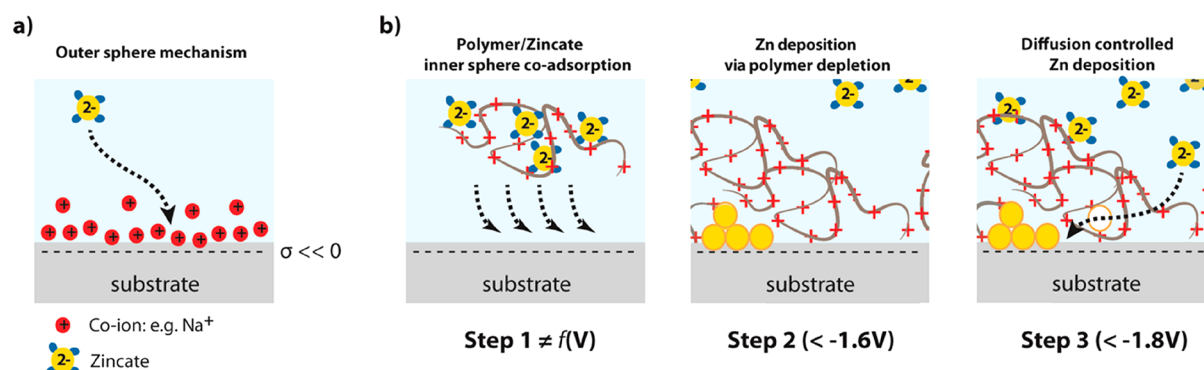 a)
Outer sphere mechanism
2-
+ + + +
+ + + + + + + + + +
σ << 0
substrate
+ Co-ion: e.g. Na⁺
2- Zincate
b)
Polymer/Zincate
inner sphere co-adsorption
2- 2- 2- 2-
substrate
Step 1 ≠ f(V)
Zn deposition
via polymer depletion
2-
substrate
Step 2 (< -1.6V)
Diffusion controlled
Zn deposition
2- 2- 2- 2-
substrate
Step 3 (< -1.8V)